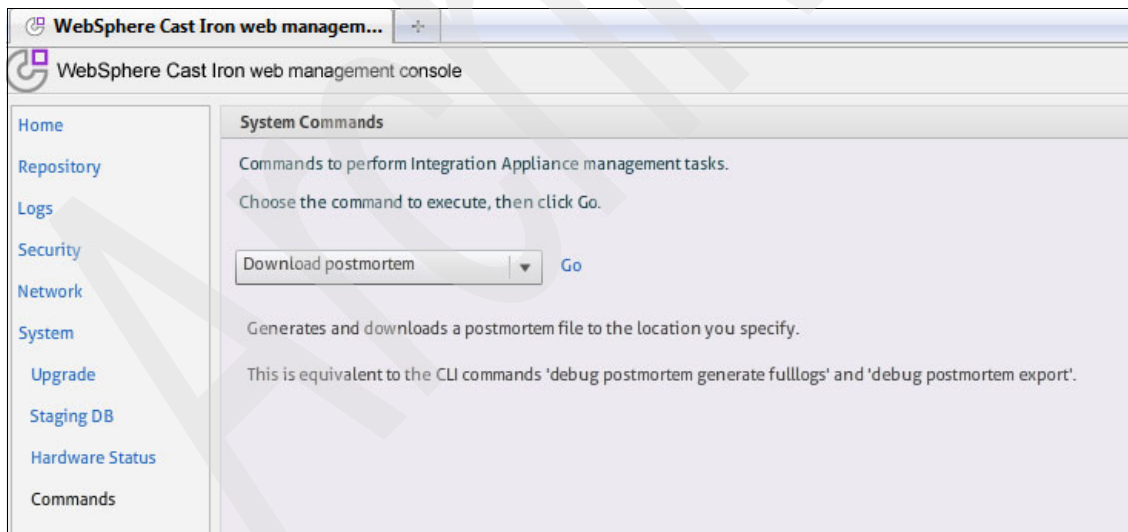 WebSphere Cast Iron web managem...
WebSphere Cast Iron web management console
Home
Repository
Logs
Security
Network
System
Upgrade
Staging DB
Hardware Status
Commands
System Commands
Commands to perform Integration Appliance management tasks.
Choose the command to execute, then click Go.
Download postmortem
Go
Generates and downloads a postmortem file to the location you specify.
This is equivalent to the CLI commands 'debug postmortem generate fulllogs' and 'debug postmortem export'.